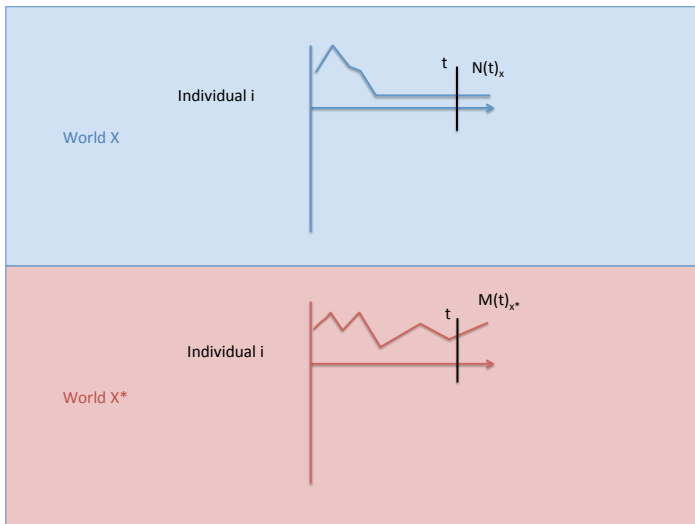 t
N(t)x
Individual i
World X
t
M(t)x*
Individual i
World X*